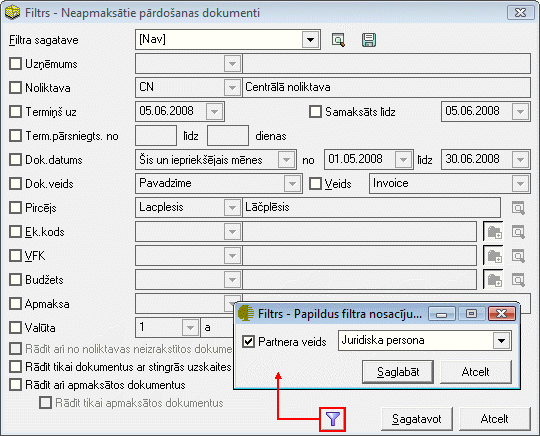 Filtrs - Neapmaksātie pārdošanas dokumenti
Filtra sagatave [Nav]
Uzņēmums
Noliktava CN Centrālā noliktava
Termiņš uz 05.06.2008 Samaksāts līdz 05.06.2008
Term.pārsniegts. no līdz dienas
Dok.datums Šis un iepriekšējais mēnes no 01.05.2008 līdz 30.06.2008
Dok.veids Pavadzīme Veids Invoice
Pircējs Lacplesis Lāčplēsis
Ek.kods
VFK
Budžets
Apmaksa
Valūta 1 a
Rādīt arī no noliktavas neizrakstītos dokume
Rādīt tikai dokumentus ar stingrās uzskaites
Rādīt arī apmaksātos dokumentus
Rādīt tikai apmaksātos dokumentus
Filtrs - Papildus filtra nosacīju...
Partnera veids Juridiska persona
Saglabāt Atcelt
Sagatavot Atcelt